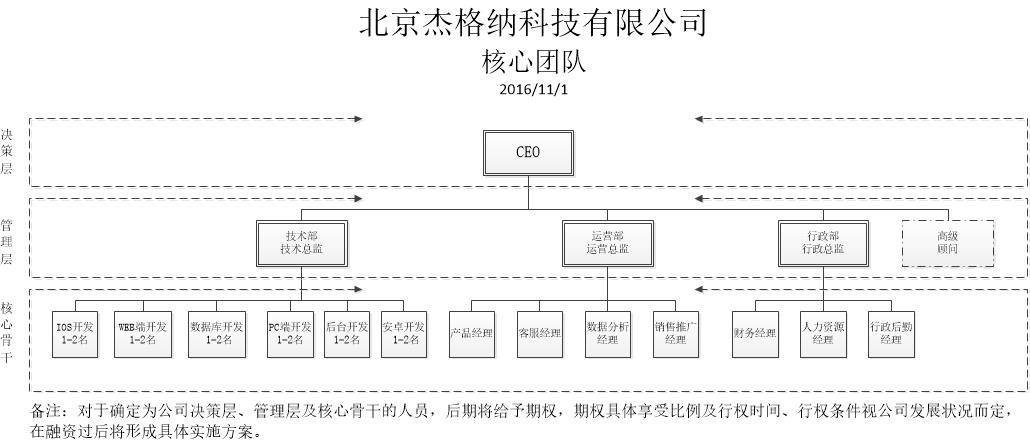 北京杰格纳科技有限公司
核心团队
2016/11/1
决策层
CEO
管理层
技术部
技术总监
运营部
运营总监
行政部
行政总监
高级
顾问
核心骨干
IOS开发
1-2名
WEB端开发
1-2名
数据库开发
1-2名
PC端开发
1-2名
后台开发
1-2名
安卓开发
1-2名
产品经理
客服经理
数据分析
经理
销售推广
经理
财务经理
人力资源
经理
行政后勤
经理
备注：对于确定为公司决策层、管理层及核心骨干的人员，后期将给予期权，期权具体享受比例及行权时间、行权条件视公司发展状况而定，
在融资过后将形成具体实施方案。